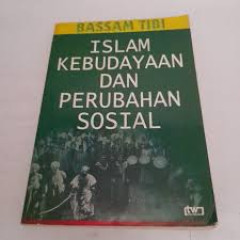 BASSAM TIBI
ISLAM
KEBUDAYAAN
DAN
PERUBAHAN
SOSIAL